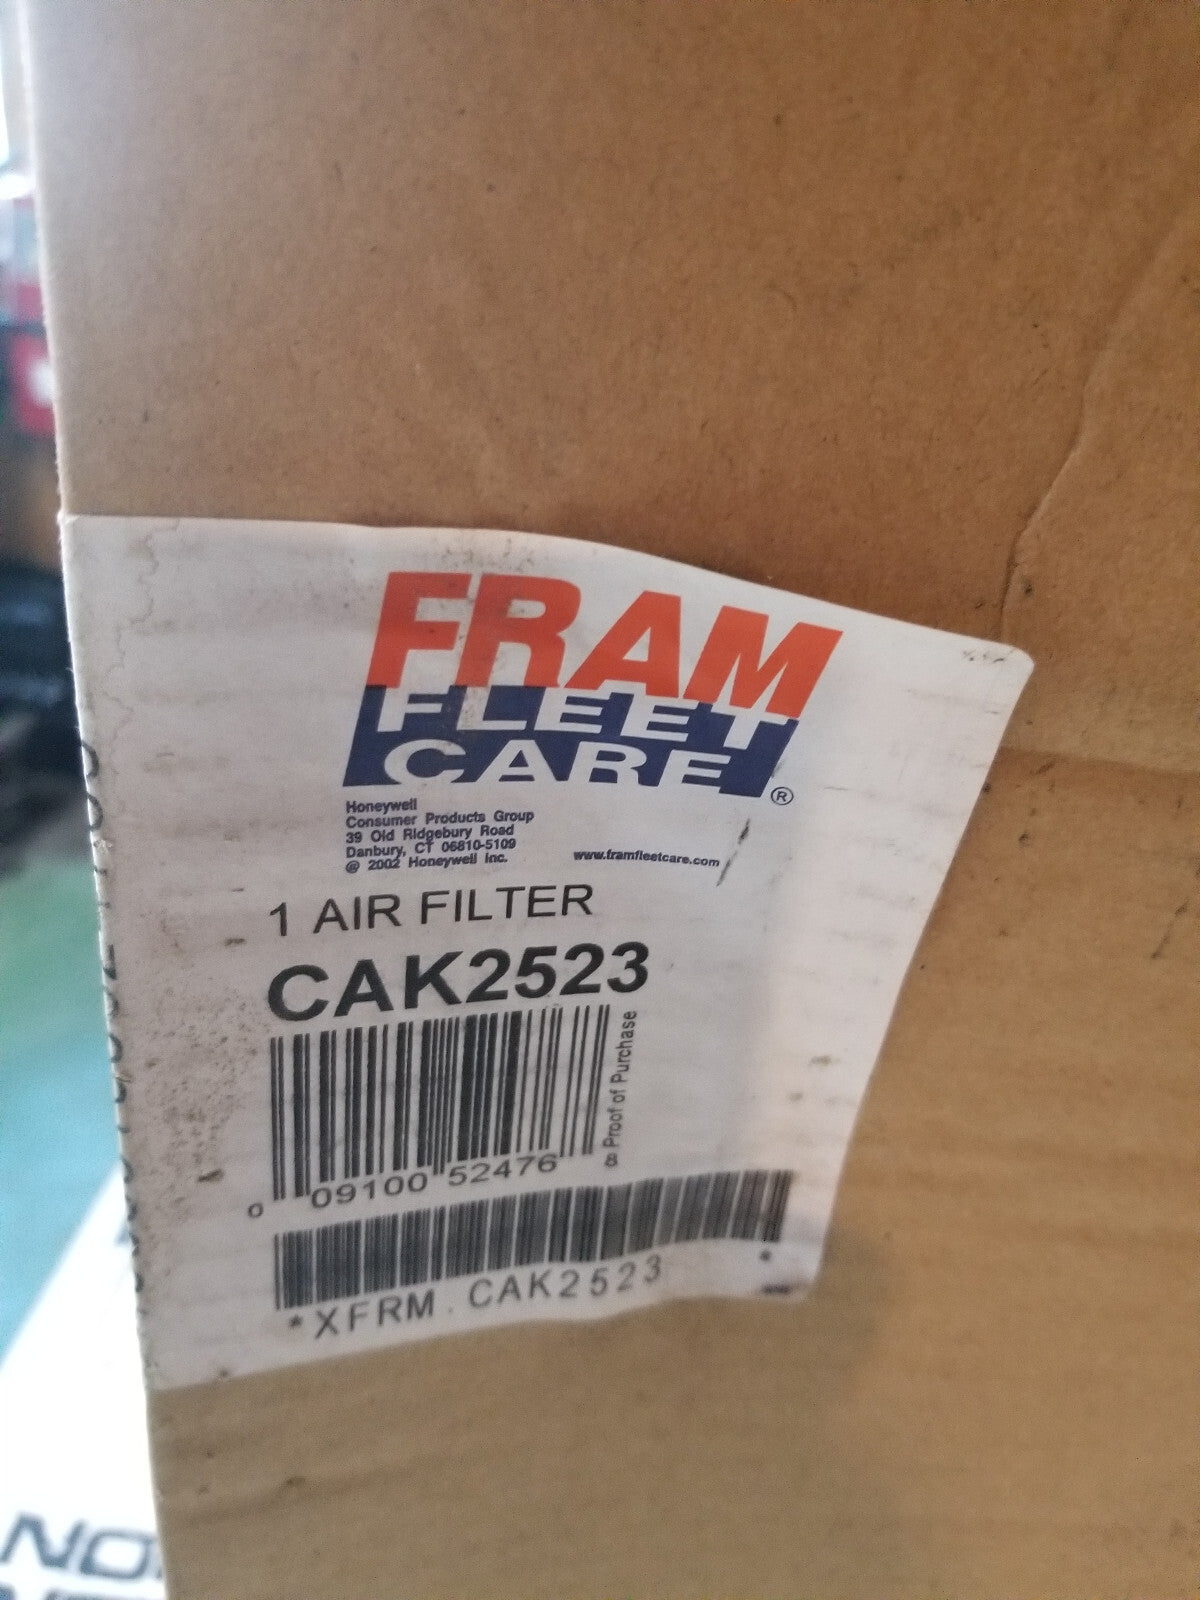 FRAM
FLEET
CARE®
Honeywell
Consumer Products Group
39 Old Ridgebury Road
Danbury, CT 06810-5109
@ 2002 Honeywell Inc.
www.framfleetcare.com
1 AIR FILTER
CAK2523
Proof of Purchase
0 09100 52476 8
*XFRM.CAK2523 *